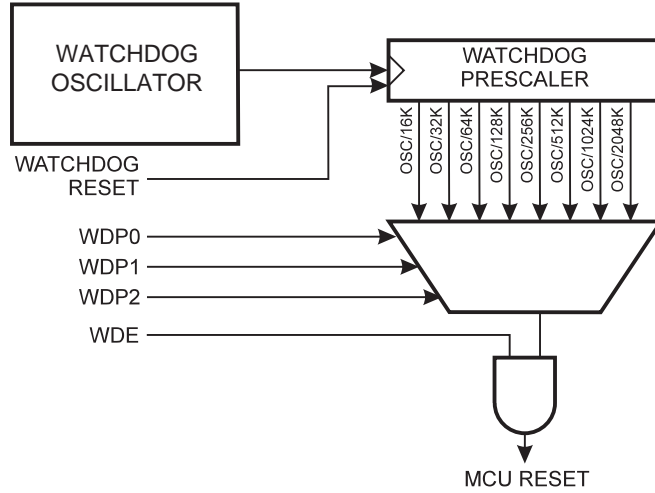 WATCHDOG
OSCILLATOR
WATCHDOG
PRESCALER
OSC/16K
OSC/32K
OSC/64K
OSC/128K
OSC/256K
OSC/512K
OSC/1024K
OSC/2048K
WATCHDOG
RESET
WDP0
WDP1
WDP2
WDE
MCU RESET